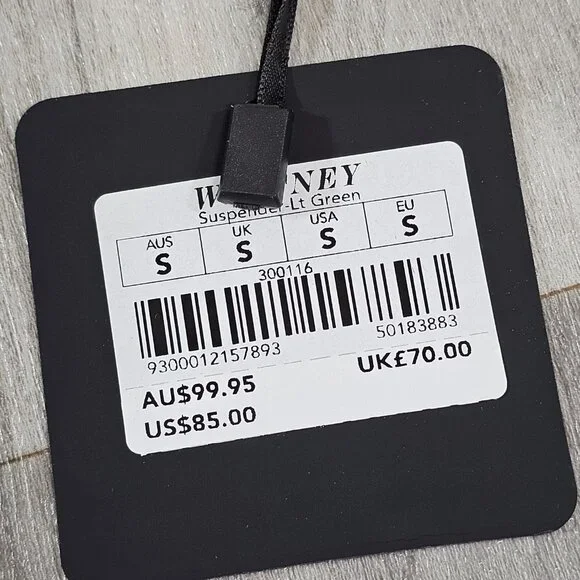 Suspender-Lt Green
AUS UK USA EU
S S S S
300116
9300012157893 50183883
AU$99.95 UK£70.00
US$85.00